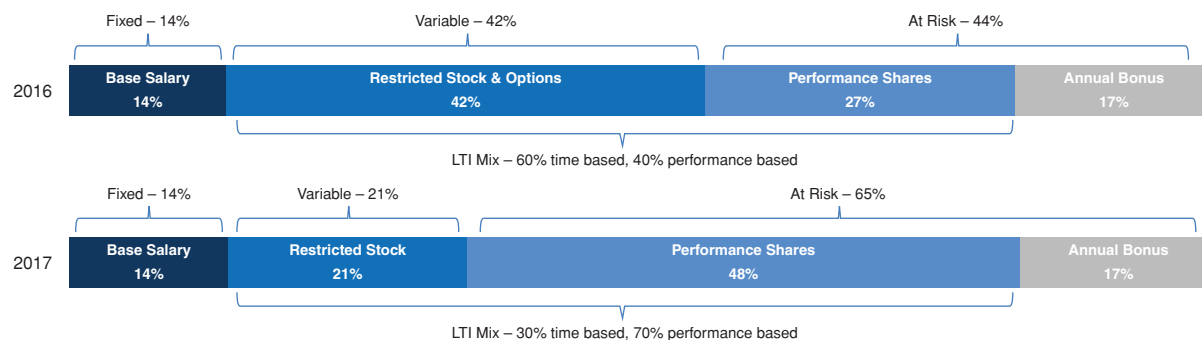 Fixed – 14%
Variable – 42%
At Risk – 44%
2016
Base Salary
14%
Restricted Stock & Options
42%
Performance Shares
27%
Annual Bonus
17%
LTI Mix – 60% time based, 40% performance based
Fixed – 14%
Variable – 21%
At Risk – 65%
2017
Base Salary
14%
Restricted Stock
21%
Performance Shares
48%
Annual Bonus
17%
LTI Mix – 30% time based, 70% performance based